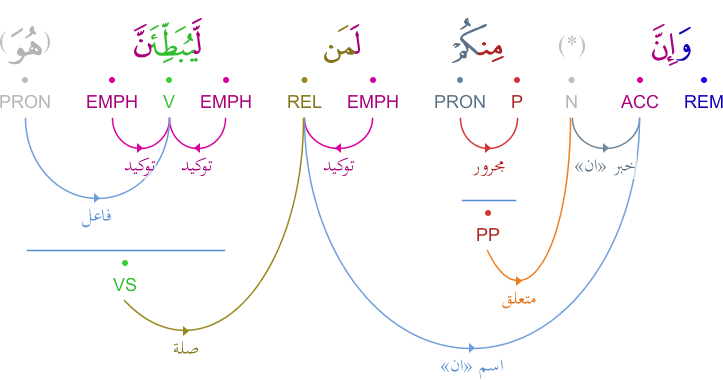 وَإِنَّ (*) مِنكُمْ لَمَن لَّيُبَطِّئَنَّ (هُوَ)
REM ACC N P PRON EMPH REL EMPH V EMPH PRON
خبر «ان» مجرور توكيد توكيد توكيد
فاعل
PP
VS
متعلق
صلة
اسم «ان»